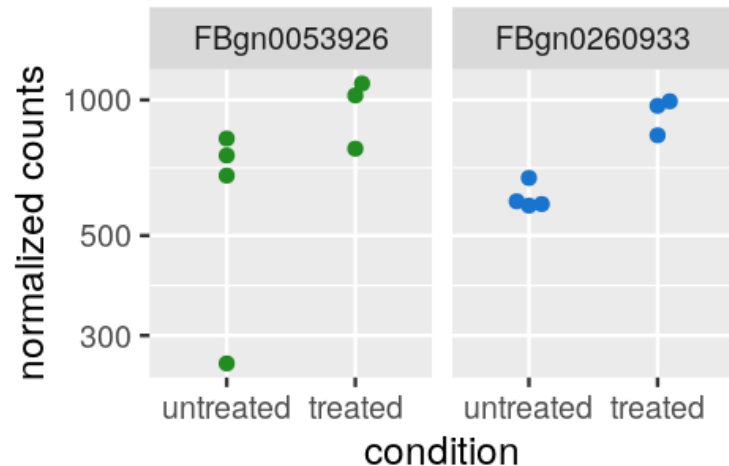 FBgn0053926 FBgn0260933
normalized counts
1000
500
300
untreated treated untreated treated
condition